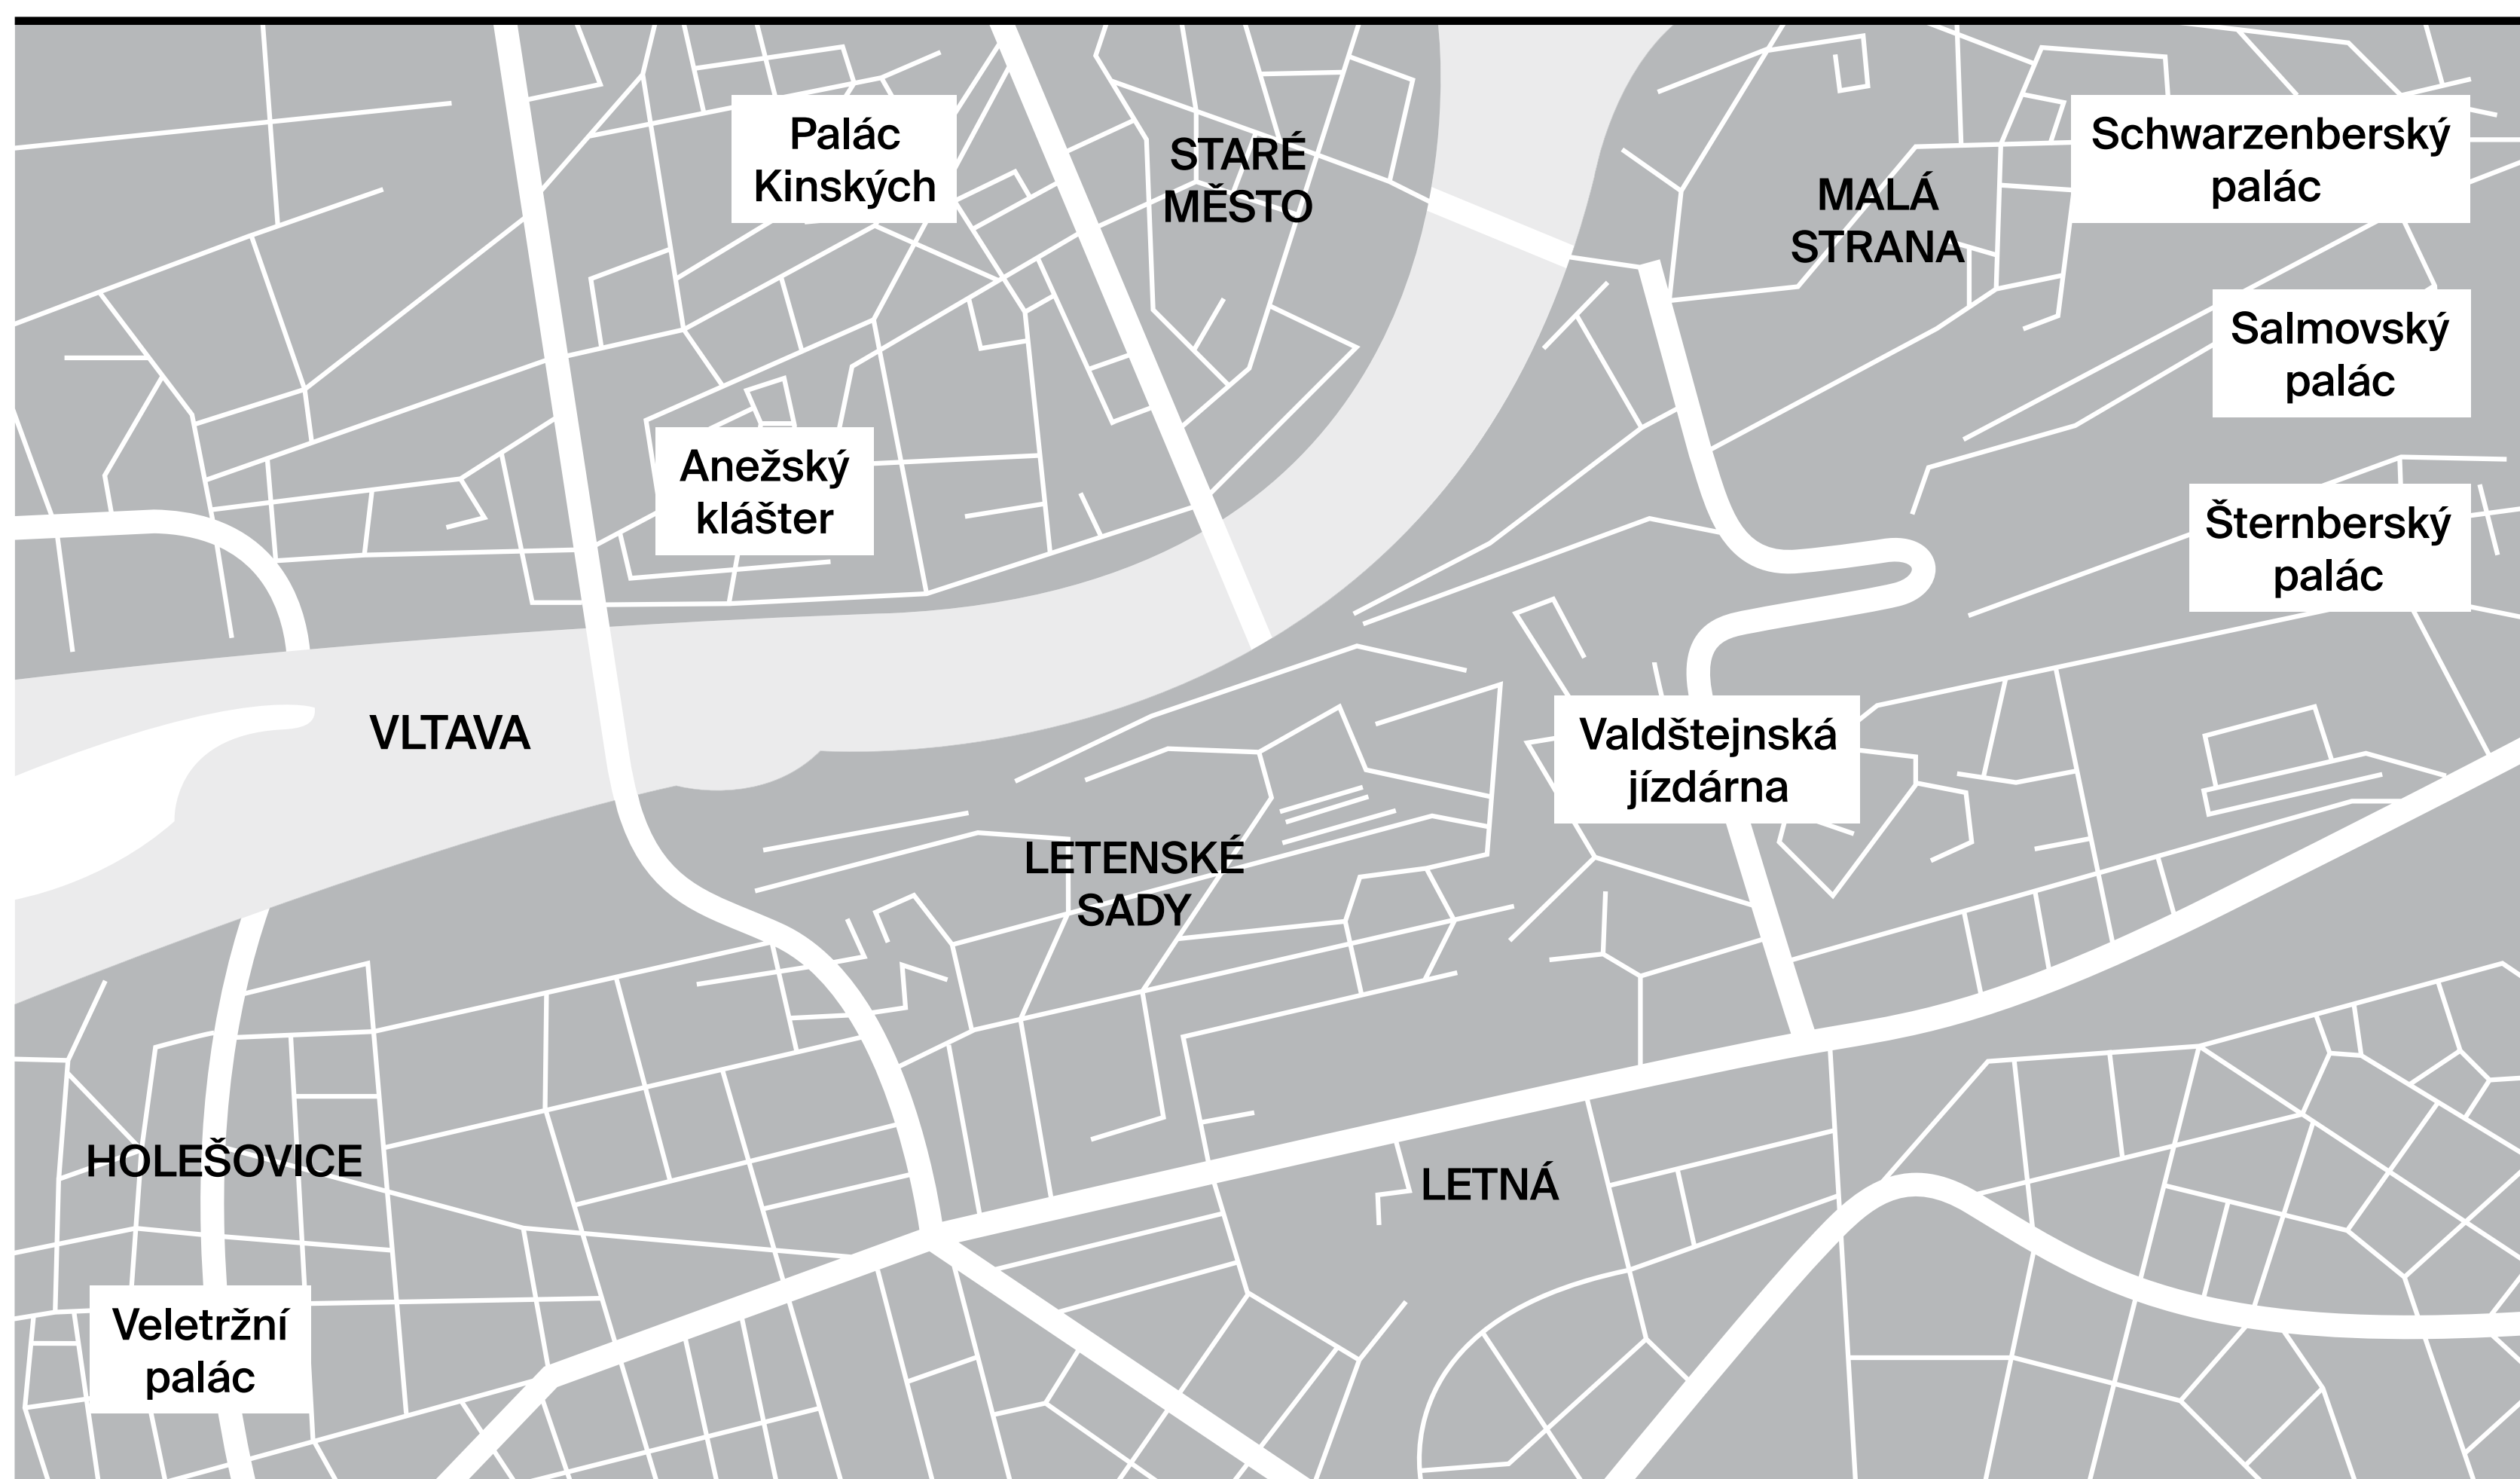 Palác
Kinských
STARÉ
MĚSTO
MALÁ
STRANA
Schwarzenberský
palác
Salmovský
palác
Anežský
klášter
Šternberský
palác
VLTAVA
Valdštejnská
jízdárna
LETENSKÉ
SADY
HOLEŠOVICE
LETNÁ
Veletržní
palác